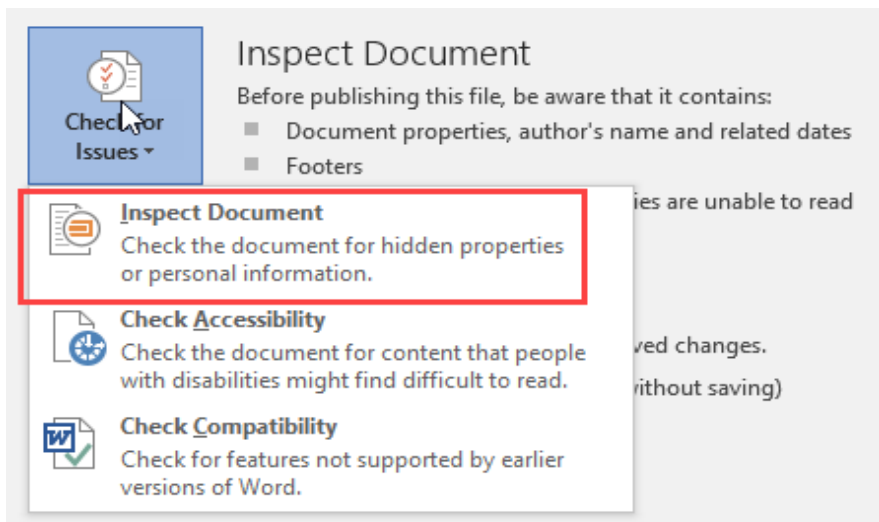 Inspect Document
Before publishing this file, be aware that it contains:
Document properties, author's name and related dates
Footers
ies are unable to read
ved changes.
ithout saving)
Check for
Issues
Inspect Document
Check the document for hidden properties
or personal information.
Check Accessibility
Check the document for content that people
with disabilities might find difficult to read.
Check Compatibility
Check for features not supported by earlier
versions of Word.